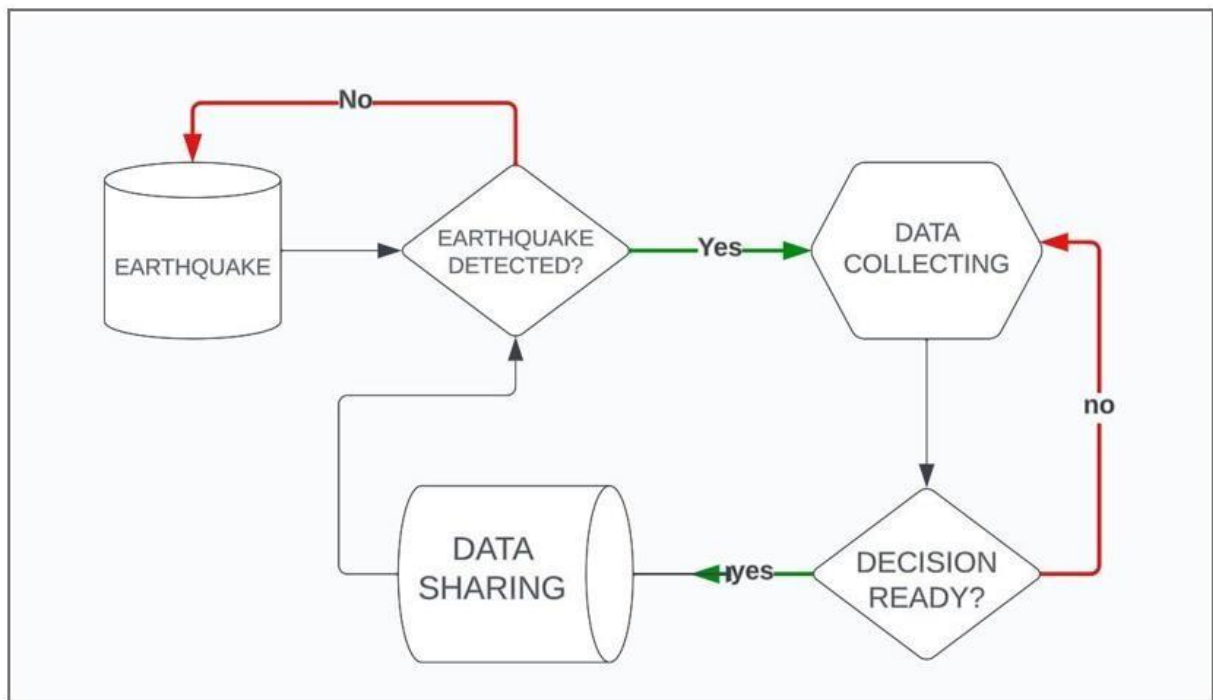 No
EARTHQUAKE
EARTHQUAKE
DETECTED?
Yes
DATA
COLLECTING
no
DATA
SHARING
yes
DECISION
READY?